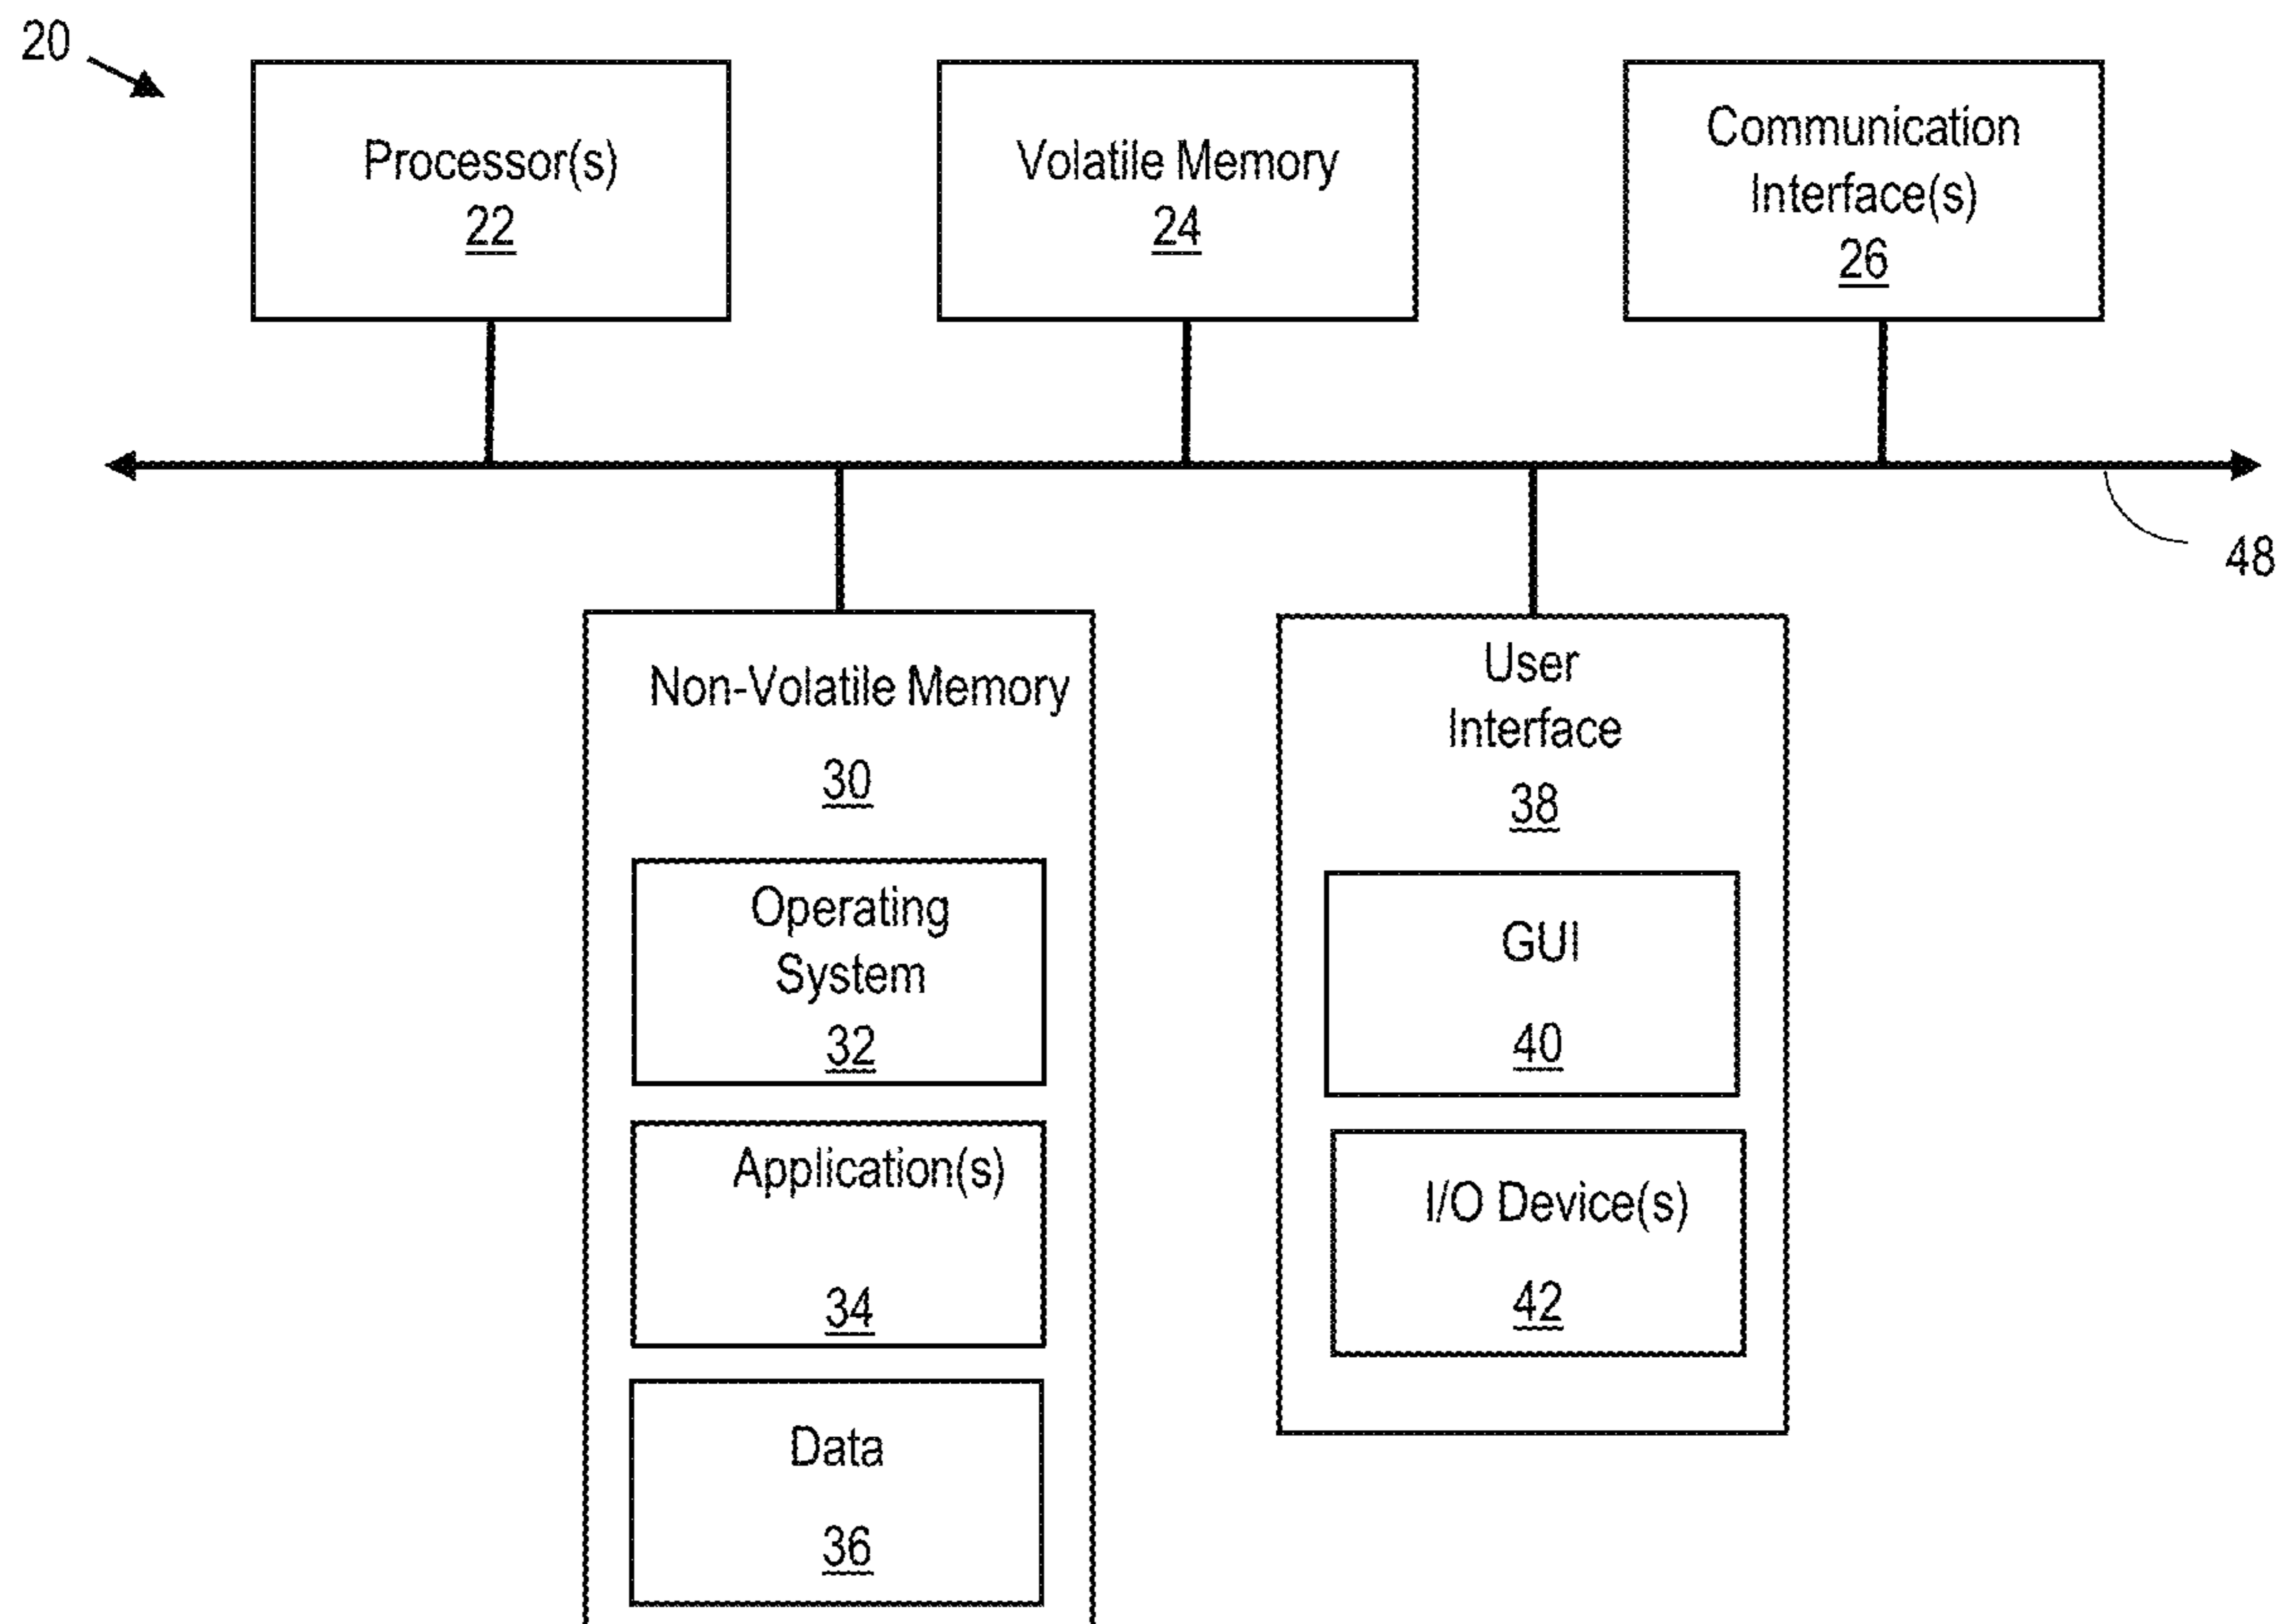 20
Processor(s)
22
Volatile Memory
24
Communication
Interface(s)
26
48
Non-Volatile Memory
30
Operating
System
32
Application(s)
34
Data
36
User
Interface
38
GUI
40
I/O Device(s)
42